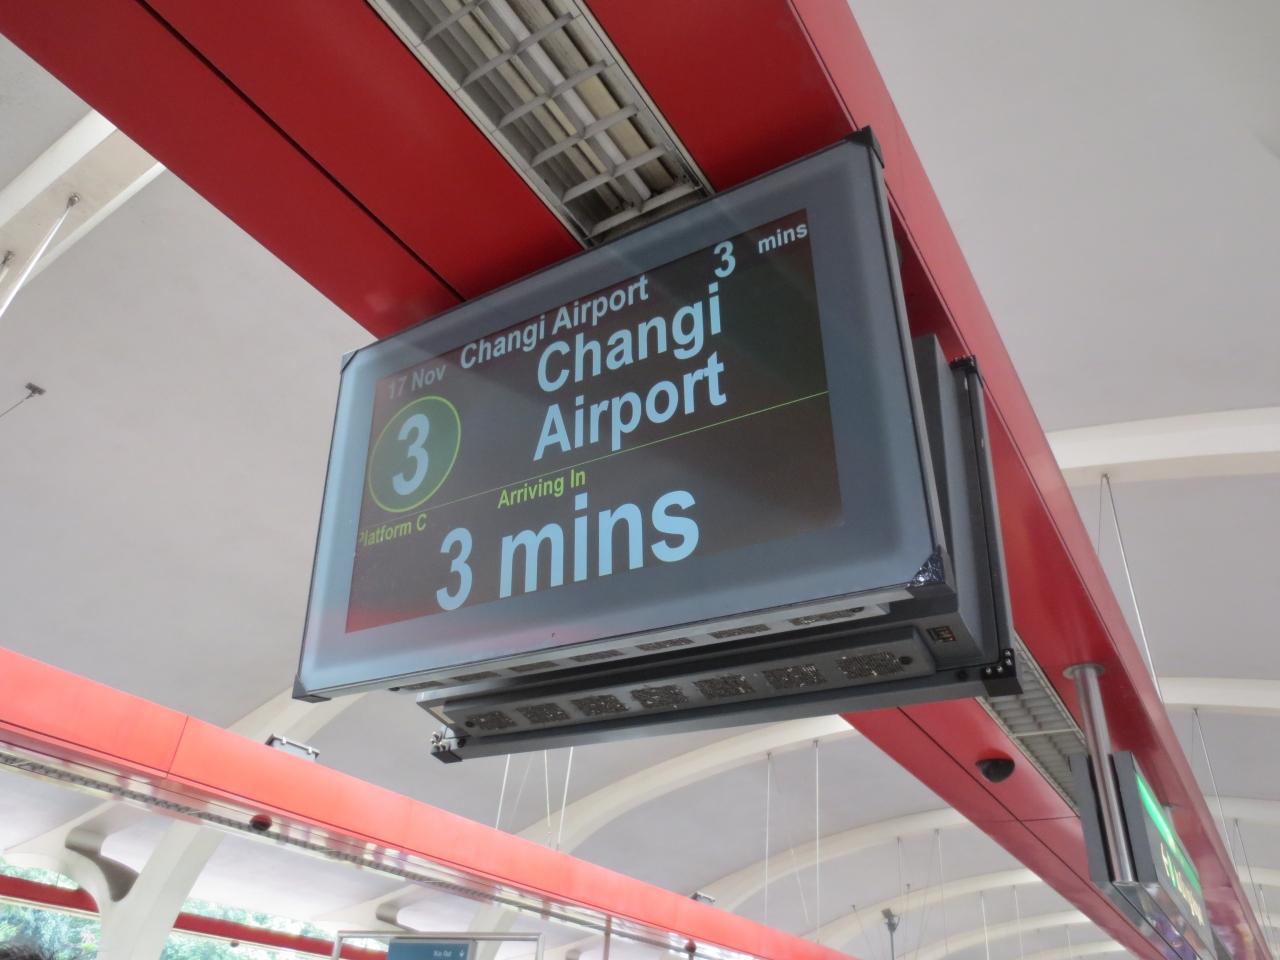 17 Nov Changi Airport 3 mins
3 Changi
Airport
Platform C Arriving In
3 mins